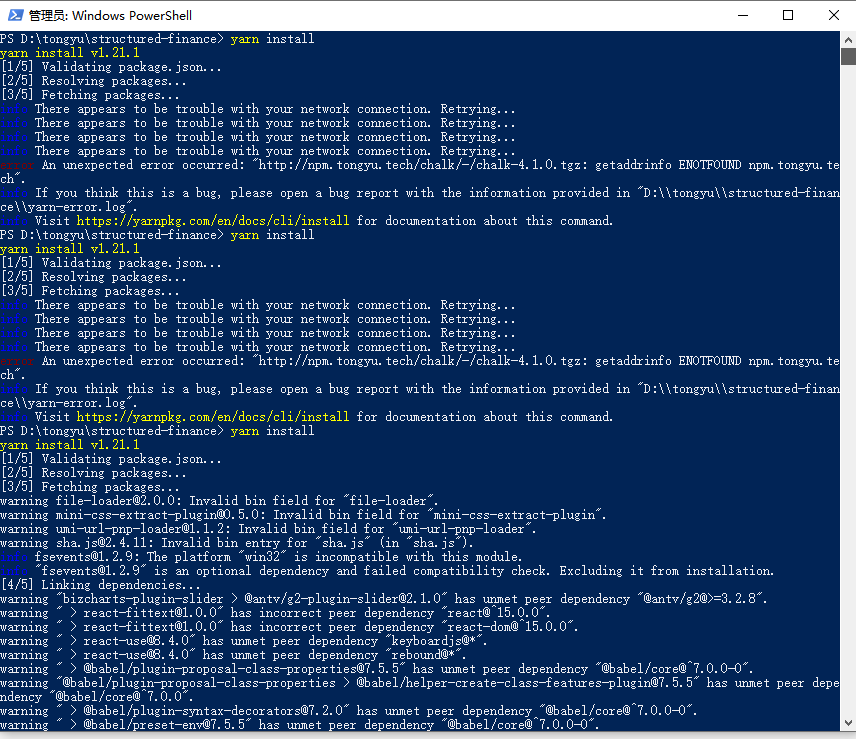 管理员: Windows PowerShell
PS D:\tongyu\structured-finance> yarn install
yarn install v1.21.1
[1/5] Validating package.json...
[2/5] Resolving packages...
[3/5] Fetching packages...
info There appears to be trouble with your network connection. Retrying...
info There appears to be trouble with your network connection. Retrying...
info There appears to be trouble with your network connection. Retrying...
info There appears to be trouble with your network connection. Retrying...
error An unexpected error occurred: "http://npm.tongyu.tech/chalk/-/chalk-4.1.0.tgz: getaddrinfo ENOTFOUND npm.tongyu.te
ch".
info If you think this is a bug, please open a bug report with the information provided in "D:\\tongyu\\structured-finan
ce\\yarn-error.log".
info Visit https://yarnpkg.com/en/docs/cli/install for documentation about this command.
PS D:\tongyu\structured-finance> yarn install
yarn install v1.21.1
[1/5] Validating package.json...
[2/5] Resolving packages...
[3/5] Fetching packages...
info There appears to be trouble with your network connection. Retrying...
info There appears to be trouble with your network connection. Retrying...
info There appears to be trouble with your network connection. Retrying...
info There appears to be trouble with your network connection. Retrying...
error An unexpected error occurred: "http://npm.tongyu.tech/chalk/-/chalk-4.1.0.tgz: getaddrinfo ENOTFOUND npm.tongyu.te
ch".
info If you think this is a bug, please open a bug report with the information provided in "D:\\tongyu\\structured-finan
ce\\yarn-error.log".
info Visit https://yarnpkg.com/en/docs/cli/install for documentation about this command.
PS D:\tongyu\structured-finance> yarn install
yarn install v1.21.1
[1/5] Validating package.json...
[2/5] Resolving packages...
[3/5] Fetching packages...
warning file-loader@2.0.0: Invalid bin field for "file-loader".
warning mini-css-extract-plugin@0.5.0: Invalid bin field for "mini-css-extract-plugin".
warning umi-url-pnp-loader@1.1.2: Invalid bin field for "umi-url-pnp-loader".
warning sha.js@2.4.11: Invalid bin entry for "sha.js" (in "sha.js").
info fsevents@1.2.9: The platform "win32" is incompatible with this module.
info "fsevents@1.2.9" is an optional dependency and failed compatibility check. Excluding it from installation.
[4/5] Linking dependencies...
warning "bizcharts-plugin-slider > @antv/g2-plugin-slider@2.1.0" has unmet peer dependency "@antv/g2@>=3.2.8".
warning " > react-fittext@1.0.0" has incorrect peer dependency "react@^15.0.0".
warning " > react-fittext@1.0.0" has incorrect peer dependency "react-dom@^15.0.0".
warning " > react-use@8.4.0" has unmet peer dependency "keyboardjs@*".
warning " > react-use@8.4.0" has unmet peer dependency "rebound@*".
warning " > @babel/plugin-proposal-class-properties@7.5.5" has unmet peer dependency "@babel/core@^7.0.0-0".
warning "@babel/plugin-proposal-class-properties > @babel/helper-create-class-features-plugin@7.5.5" has unmet peer depe
ndency "@babel/core@^7.0.0".
warning " > @babel/plugin-syntax-decorators@7.2.0" has unmet peer dependency "@babel/core@^7.0.0-0".
warning " > @babel/preset-env@7.5.5" has unmet peer dependency "@babel/core@^7.0.0-0".